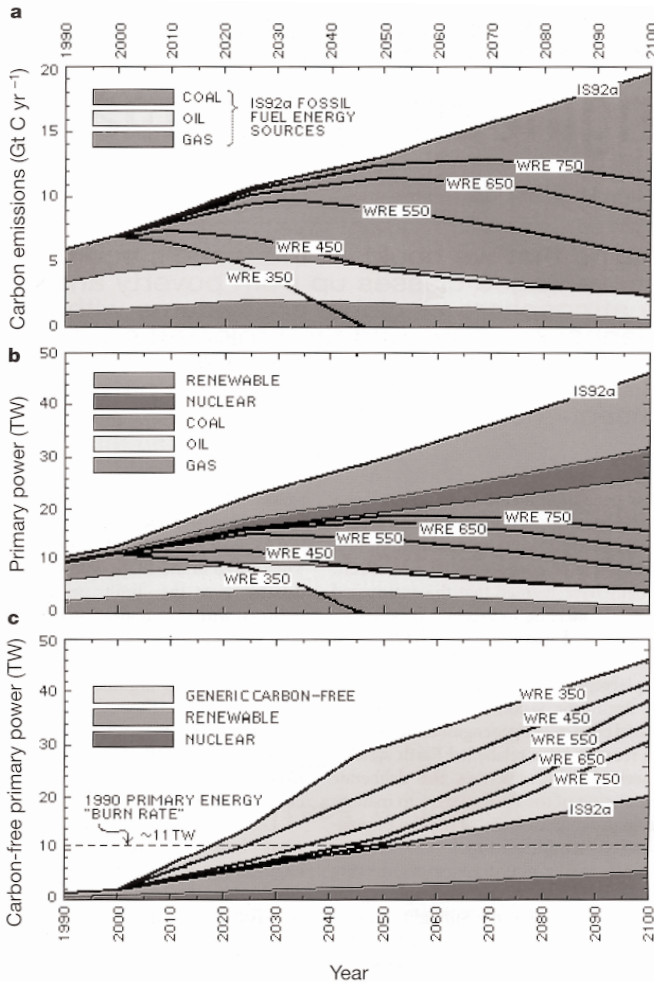 a
1990
2000
2010
2020
2030
2040
2050
2060
2070
2080
2090
2100
Carbon emissions (Gt C yr⁻¹)
20
15
10
5
0
COAL
OIL
GAS
IS92a FOSSIL
FUEL ENERGY
SOURCES
IS92a
WRE 750
WRE 650
WRE 550
WRE 450
WRE 350
b
Primary power (TW)
50
40
30
20
10
0
RENEWABLE
NUCLEAR
COAL
OIL
GAS
IS92a
WRE 750
WRE 650
WRE 550
WRE 450
WRE 350
c
Carbon-free primary power (TW)
50
40
30
20
10
0
GENERIC CARBON-FREE
RENEWABLE
NUCLEAR
1990 PRIMARY ENERGY
"BURN RATE"
~11 TW
WRE 350
WRE 450
WRE 550
WRE 650
WRE 750
IS92a
1990
2000
2010
2020
2030
2040
2050
2060
2070
2080
2090
2100
Year